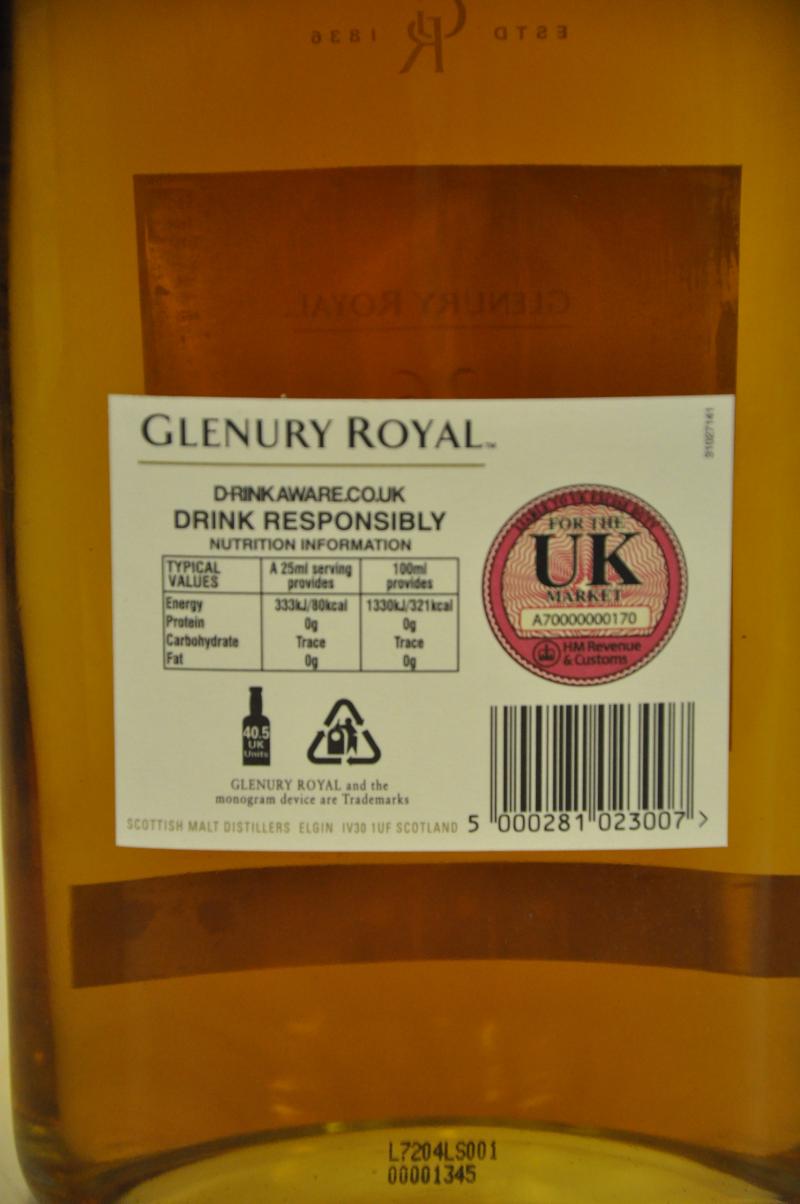 ESTD GR 1836
GLENURY ROYAL
GLENURY ROYAL™
91027141
DRINKAWARE.CO.UK
DRINK RESPONSIBLY
NUTRITION INFORMATION
TYPICAL VALUES A 25ml serving provides 100ml provides
Energy 333kJ/80kcal 1330kJ/321kcal
Protein 0g 0g
Carbohydrate Trace Trace
Fat 0g 0g
FOR THE
UK
MARKET
A70000000170
HM Revenue
& Customs
40.5
UK
Units
GLENURY ROYAL and the
monogram device are Trademarks
SCOTTISH MALT DISTILLERS ELGIN IV30 1UF SCOTLAND
5 000281 023007 >
L7204LS001
00001345